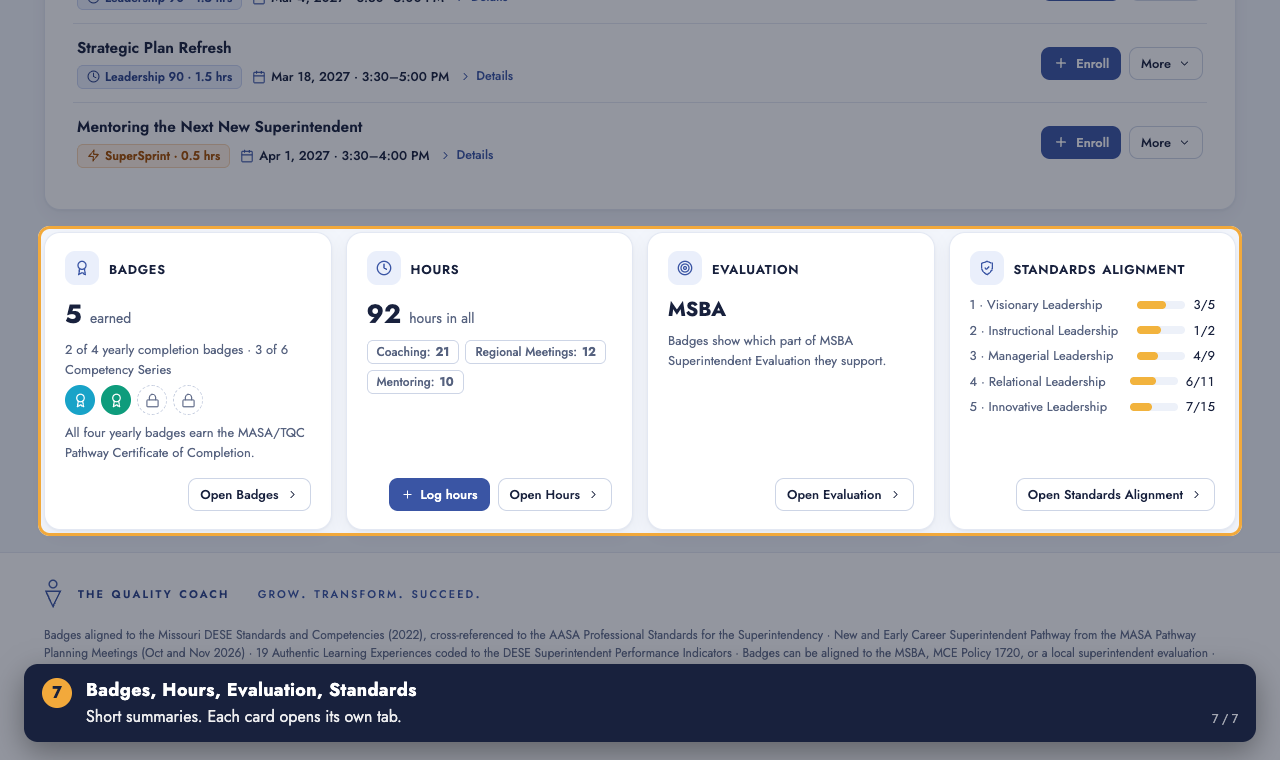 Strategic Plan Refresh
Leadership 90 · 1.5 hrs
Mar 18, 2027 · 3:30–5:00 PM
Details
Enroll
More
Mentoring the Next New Superintendent
SuperSprint · 0.5 hrs
Apr 1, 2027 · 3:30–4:00 PM
Details
Enroll
More
BADGES
5 earned
2 of 4 yearly completion badges · 3 of 6
Competency Series
All four yearly badges earn the MASA/TQC
Pathway Certificate of Completion.
Open Badges
HOURS
92 hours in all
Coaching: 21
Regional Meetings: 12
Mentoring: 10
Log hours
Open Hours
EVALUATION
MSBA
Badges show which part of MSBA
Superintendent Evaluation they support.
Open Evaluation
STANDARDS ALIGNMENT
1 · Visionary Leadership 3/5
2 · Instructional Leadership 1/2
3 · Managerial Leadership 4/9
4 · Relational Leadership 6/11
5 · Innovative Leadership 7/15
Open Standards Alignment
THE QUALITY COACH
GROW. TRANSFORM. SUCCEED.
Badges aligned to the Missouri DESE Standards and Competencies (2022), cross-referenced to the AASA Professional Standards for the Superintendency · New and Early Career Superintendent Pathway from the MASA Pathway
Planning Meetings (Oct and Nov 2026) · 19 Authentic Learning Experiences coded to the DESE Superintendent Performance Indicators · Badges can be aligned to the MSBA, MCE Policy 1720, or a local superintendent evaluation ·
7
Badges, Hours, Evaluation, Standards
Short summaries. Each card opens its own tab.
7 / 7